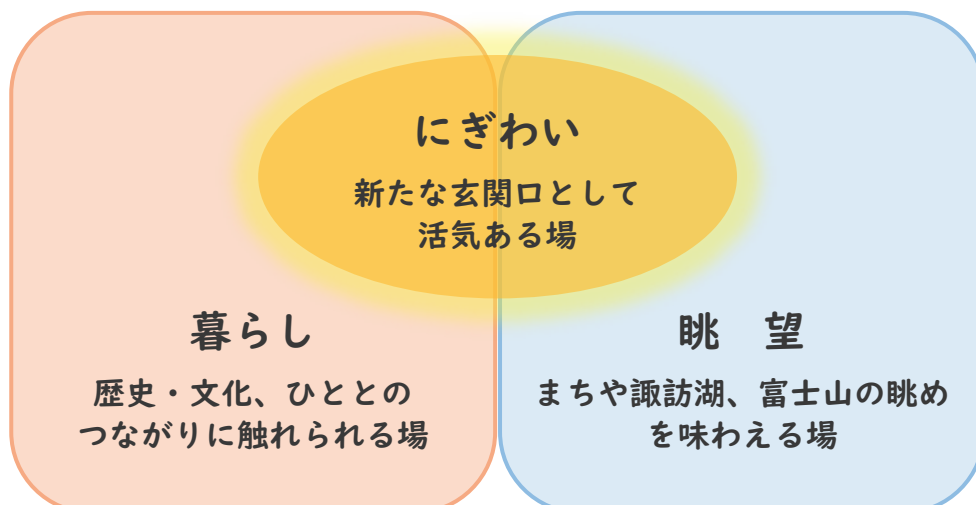 にぎわい
新たな玄関口として
活気ある場
暮らし
歴史・文化、ひととの
つながりに触れられる場
眺　望
まちや諏訪湖、富士山の眺め
を味わえる場